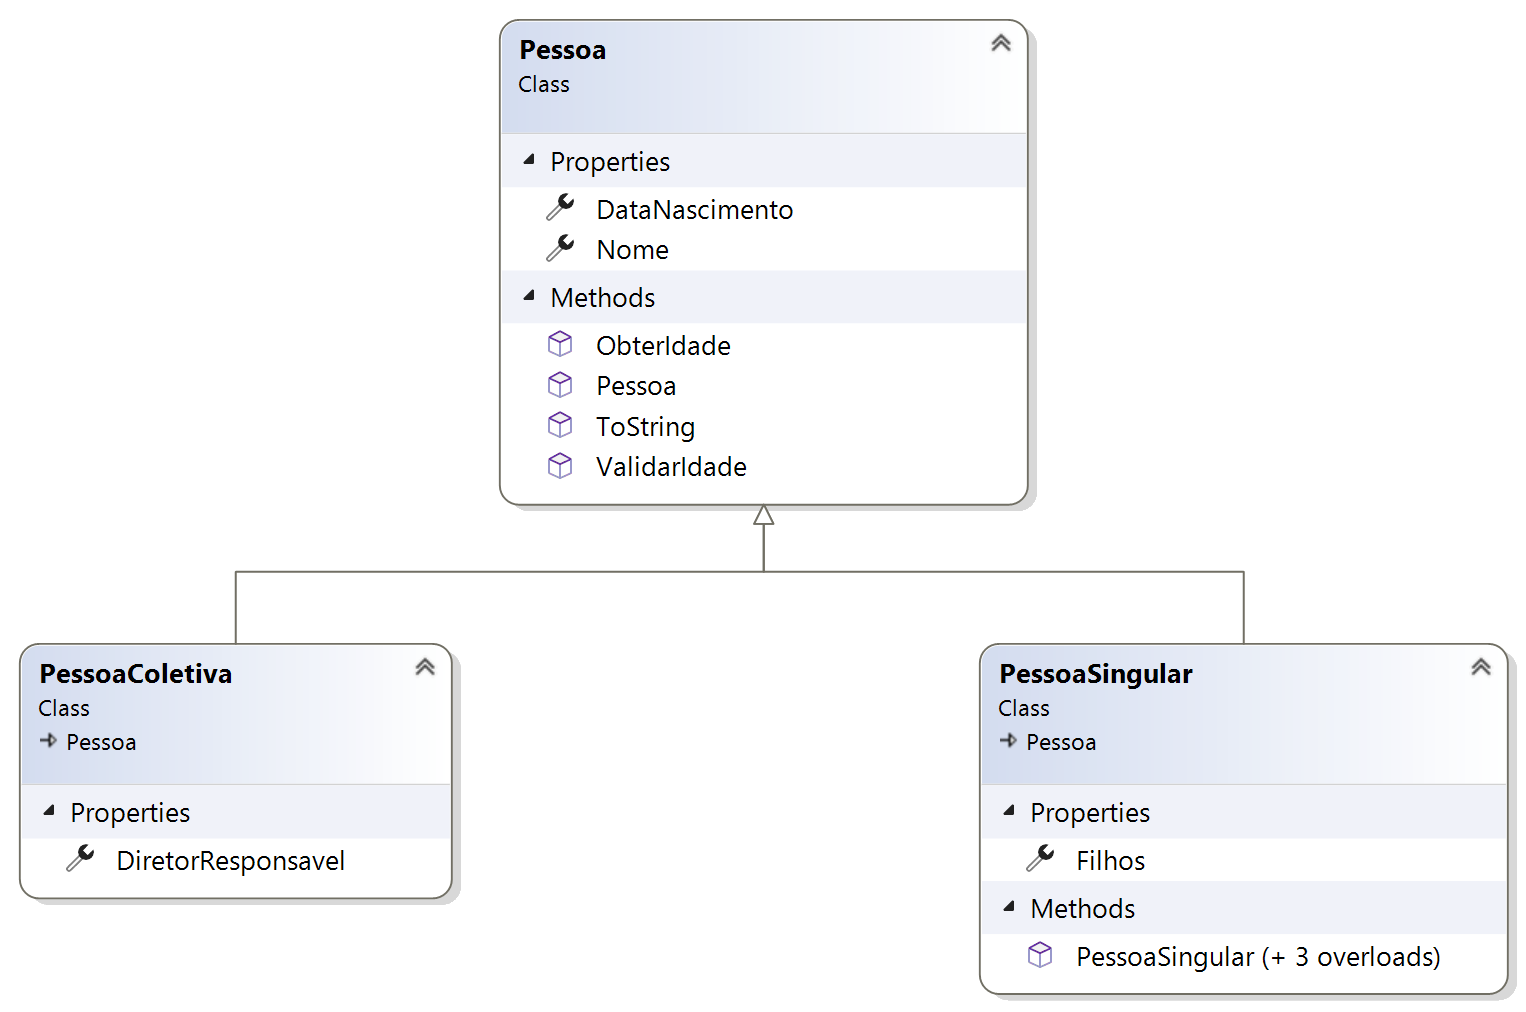 Pessoa
Class
Properties
DataNascimento
Nome
Methods
ObterIdade
Pessoa
ToString
ValidarIdade
PessoaColetiva
Class
Pessoa
Properties
DiretorResponsavel
PessoaSingular
Class
Pessoa
Properties
Filhos
Methods
PessoaSingular (+ 3 overloads)